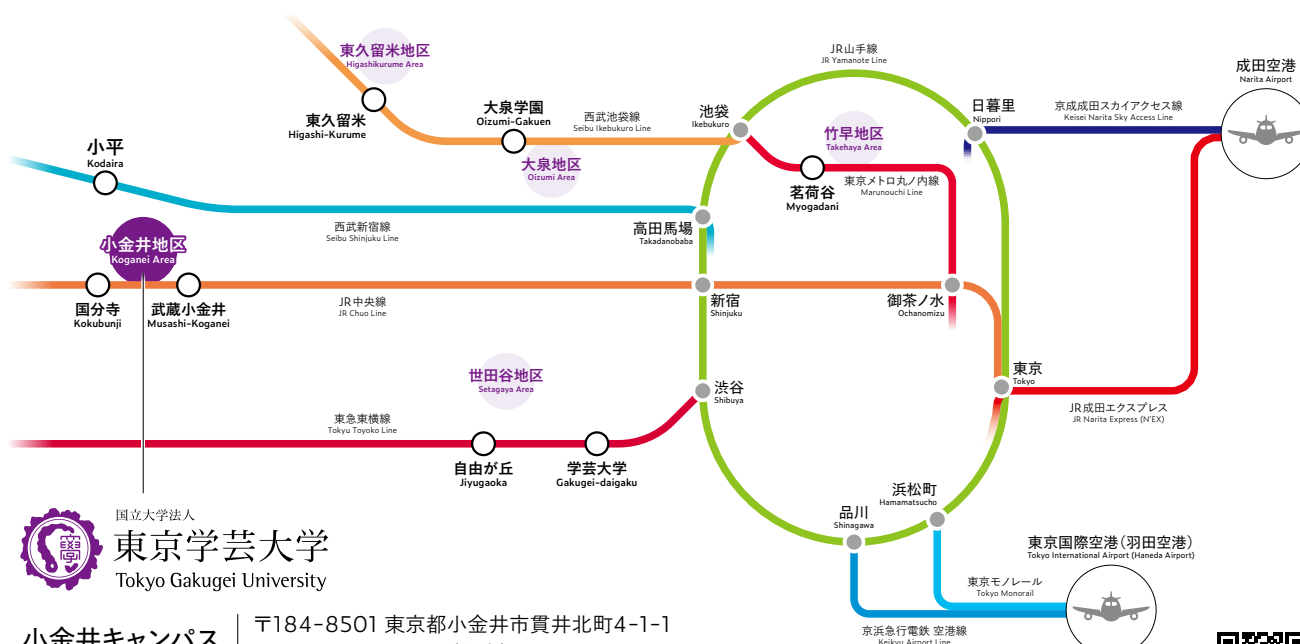 JR山手線
JR Yamanote Line
東久留米地区
Higashikurume Area
成田空港
Narita Airport
東久留米
Higashi-Kurume
大泉学園
Oizumi-Gakuen
西武池袋線
Seibu Ikebukuro Line
池袋
Ikebukuro
日暮里
Nippori
京成成田スカイアクセス線
Keisei Narita Sky Access Line
竹早地区
Takehaya Area
小平
Kodaira
大泉地区
Oizumi Area
茗荷谷
Myogadani
東京メトロ丸ノ内線
Marunouchi Line
西武新宿線
Seibu Shinjuku Line
高田馬場
Takadanobaba
小金井地区
Koganei Area
国分寺
Kokubunji
武蔵小金井
Musashi-Koganei
JR中央線
JR Chuo Line
新宿
Shinjuku
御茶ノ水
Ochanomizu
世田谷地区
Setagaya Area
渋谷
Shibuya
東京
Tokyo
JR成田エクスプレス
JR Narita Express (N'EX)
東急東横線
Tokyu Toyoko Line
自由が丘
Jiyugaoka
学芸大学
Gakugei-daigaku
浜松町
Hamamatsucho
品川
Shinagawa
東京国際空港(羽田空港)
Tokyo International Airport (Haneda Airport)
東京モノレール
Tokyo Monorail
京浜急行電鉄 空港線
Keikyu Airport Line
国立大学法人
東京学芸大学
Tokyo Gakugei University
小金井キャンパス
〒184-8501 東京都小金井市貫井北町4-1-1